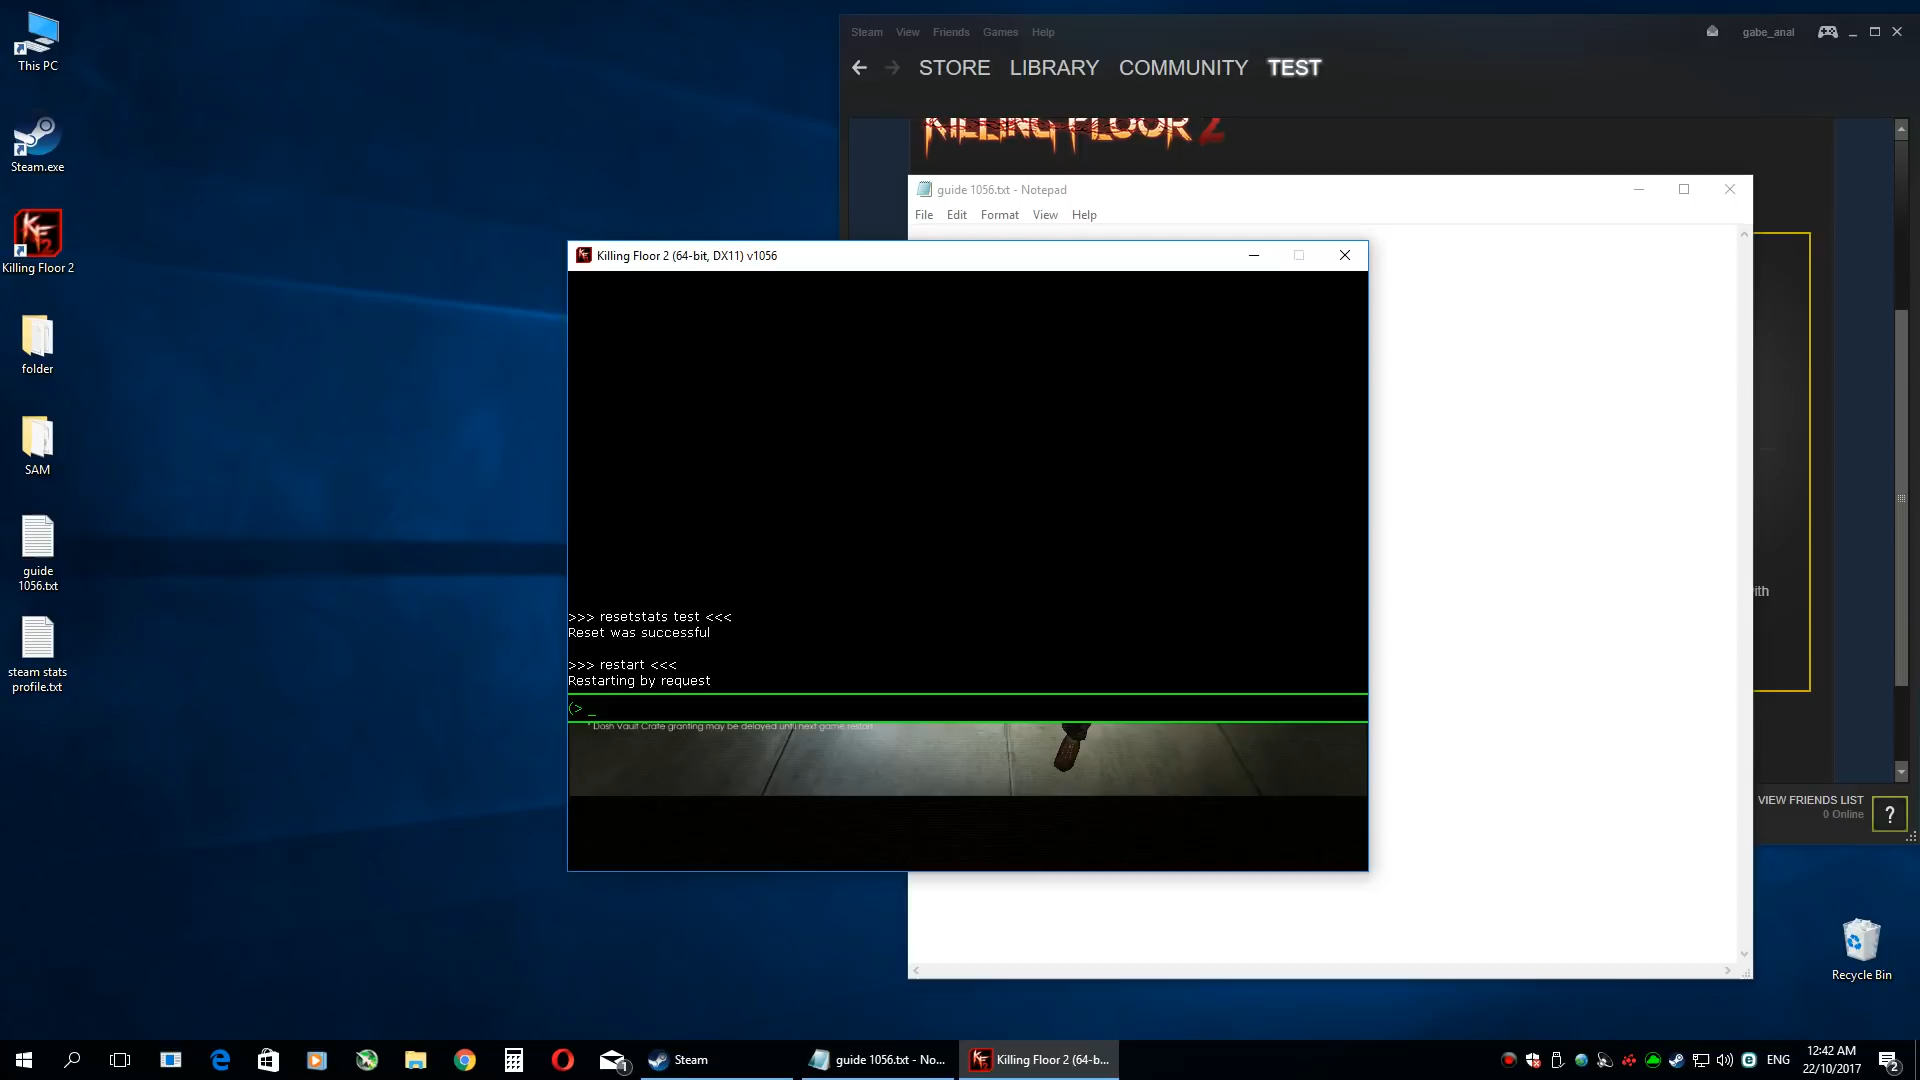 This PC
Steam.exe
Killing Floor 2
folder
SAM
guide
1056.txt
steam stats
profile.txt
Steam View Friends Games Help
gabe_anal
STORE LIBRARY COMMUNITY TEST
KILLING FLOOR 2
guide 1056.txt - Notepad
File Edit Format View Help
Killing Floor 2 (64-bit, DX11) v1056
>>> resetstats test <<<
Reset was successful
>>> restart <<<
Restarting by request
(> _
* Dosh Vault Crate granting may be delayed until next game restart
ith
VIEW FRIENDS LIST
0 Online
?
Recycle Bin
1
Steam
guide 1056.txt - No...
Killing Floor 2 (64-b...
ENG
12:42 AM
22/10/2017
2